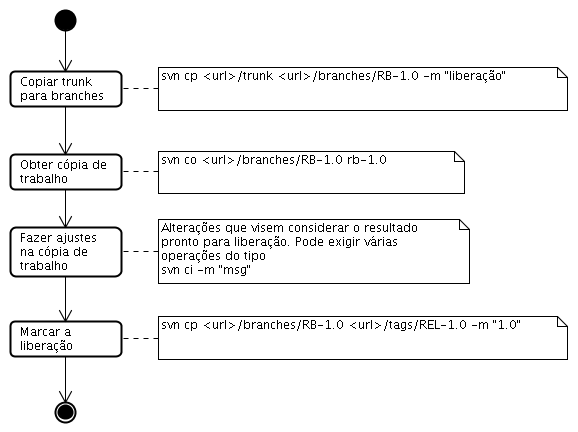 Copiar trunk
para branches
svn cp <url>/trunk <url>/branches/RB-1.0 -m "liberação"
Obter cópia de
trabalho
svn co <url>/branches/RB-1.0 rb-1.0
Fazer ajustes
na cópia de
trabalho
Alterações que visem considerar o resultado
pronto para liberação. Pode exigir várias
operações do tipo
svn ci -m "msg"
Marcar a
liberação
svn cp <url>/branches/RB-1.0 <url>/tags/REL-1.0 -m "1.0"